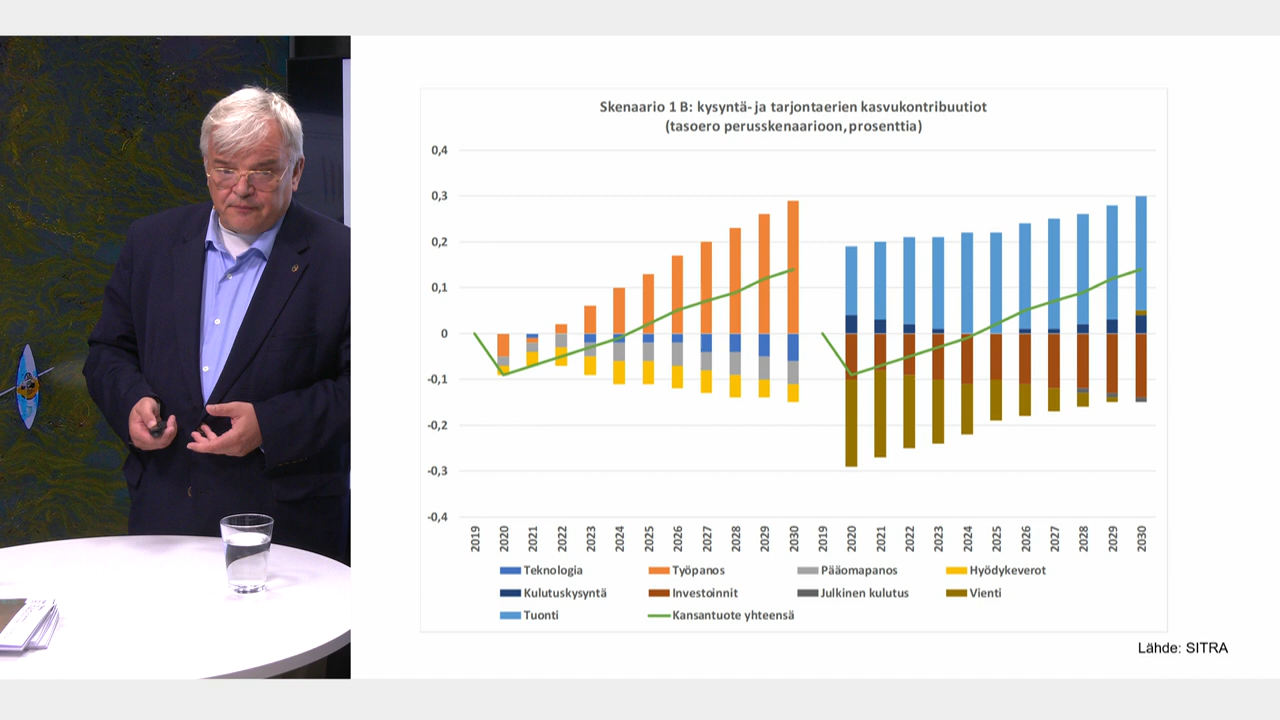 Skenaario 1 B: kysyntä- ja tarjontaerien kasvukontribuutiot
(tasoero perusskenaarioon, prosenttia)
0,4
0,3
0,2
0,1
0
-0,1
-0,2
-0,3
-0,4
2019 2020 2021 2022 2023 2024 2025 2026 2027 2028 2029 2030 2019 2020 2021 2022 2023 2024 2025 2026 2027 2028 2029 2030
Teknologia Työpanos Pääomapanos Hyödykeverot
Kulutuskysyntä Investoinnit Julkinen kulutus Vienti
Tuonti Kansantuote yhteensä
Lähde: SITRA